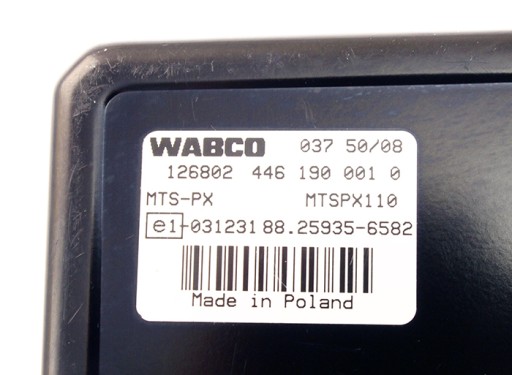 WABCO 037 50/08
126802 446 190 001 0
MTS-PX MTSPX110
e1-031231 88.25935-6582
Made in Poland